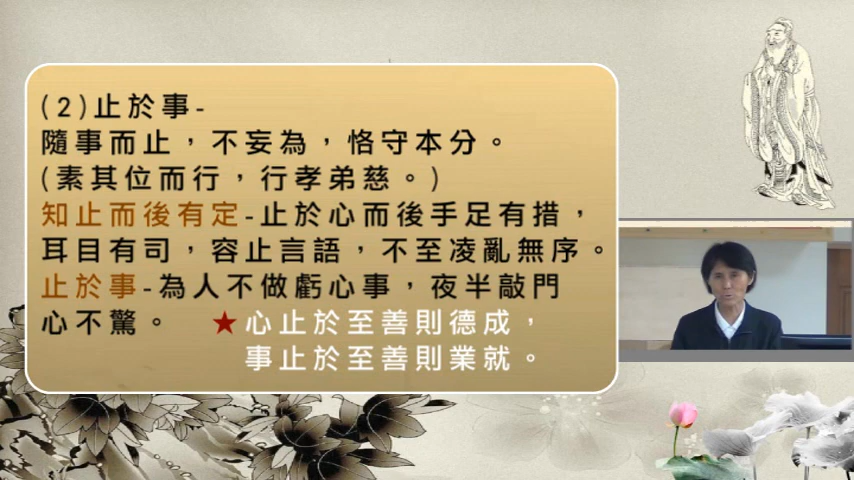 (2)止於事-
隨事而止，不妄為，恪守本分。
(素其位而行，行孝弟慈。)
知止而後有定-止於心而後手足有措，
耳目有司，容止言語，不至凌亂無序。
止於事-為人不做虧心事，夜半敲門
心不驚。 ★心止於至善則德成，
事止於至善則業就。